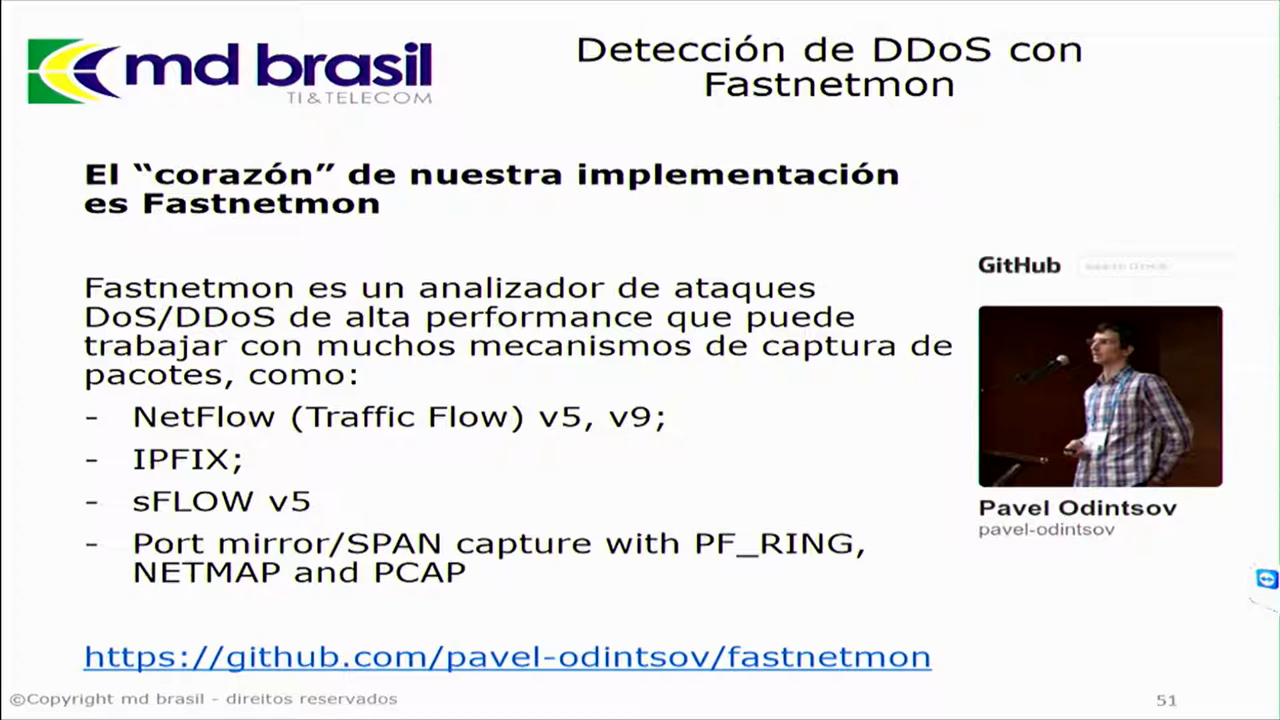 md brasil
TI & TELECOM
Detección de DDoS con
Fastnetmon
El “corazón” de nuestra implementación
es Fastnetmon
Fastnetmon es un analizador de ataques
DoS/DDoS de alta performance que puede
trabajar con muchos mecanismos de captura de
pacotes, como:
- NetFlow (Traffic Flow) v5, v9;
- IPFIX;
- sFLOW v5
- Port mirror/SPAN capture with PF_RING,
NETMAP and PCAP
https://github.com/pavel-odintsov/fastnetmon
GitHub
Pavel Odintsov
pavel-odintsov
©Copyright md brasil - direitos reservados
51